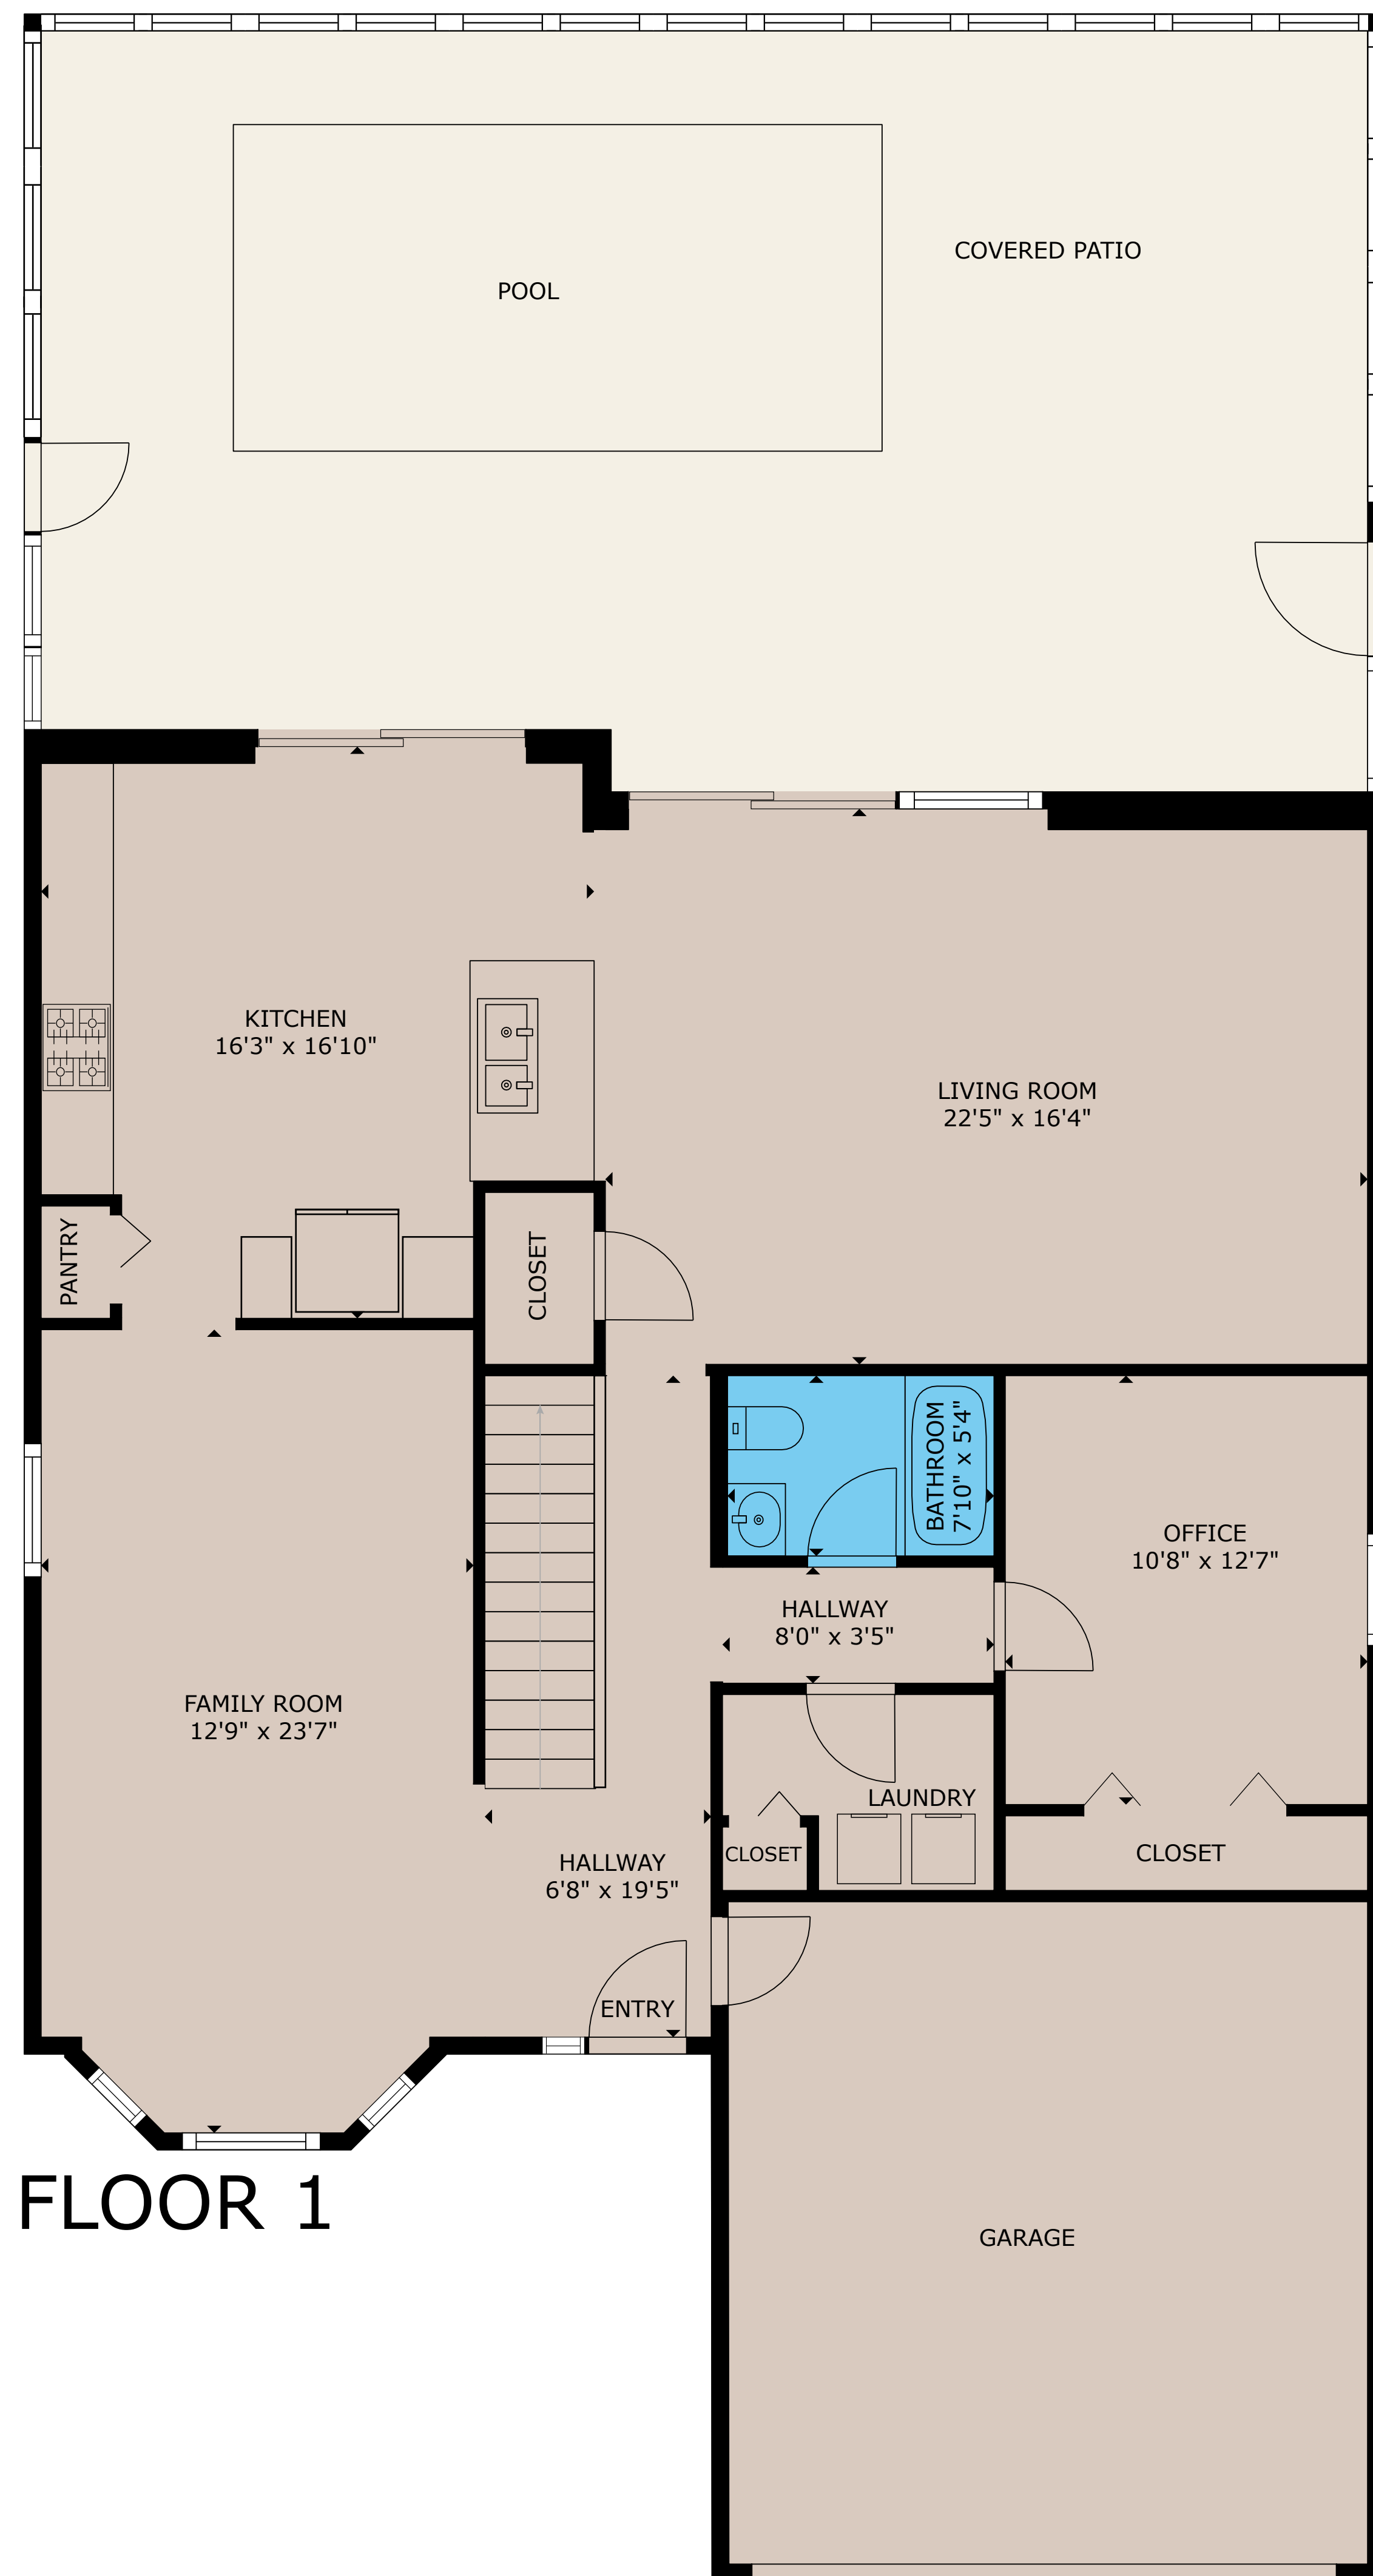 COVERED PATIO
POOL
KITCHEN
16'3" x 16'10"
LIVING ROOM
22'5" x 16'4"
PANTRY
CLOSET
BATHROOM
7'10" x 5'4"
OFFICE
10'8" x 12'7"
HALLWAY
8'0" x 3'5"
FAMILY ROOM
12'9" x 23'7"
LAUNDRY
CLOSET
CLOSET
HALLWAY
6'8" x 19'5"
ENTRY
FLOOR 1
GARAGE